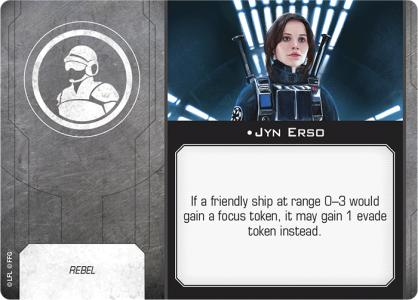 • Jyn Erso
If a friendly ship at range 0–3 would
gain a focus token, it may gain 1 evade
token instead.
REBEL
©LFL ©FFG